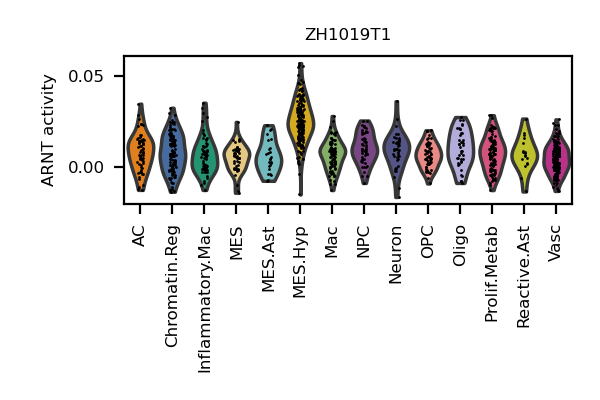 ZH1019T1
ARNT activity
0.05
0.00
AC
Chromatin.Reg
Inflammatory.Mac
MES
MES.Ast
MES.Hyp
Mac
NPC
Neuron
OPC
Oligo
Prolif.Metab
Reactive.Ast
Vasc